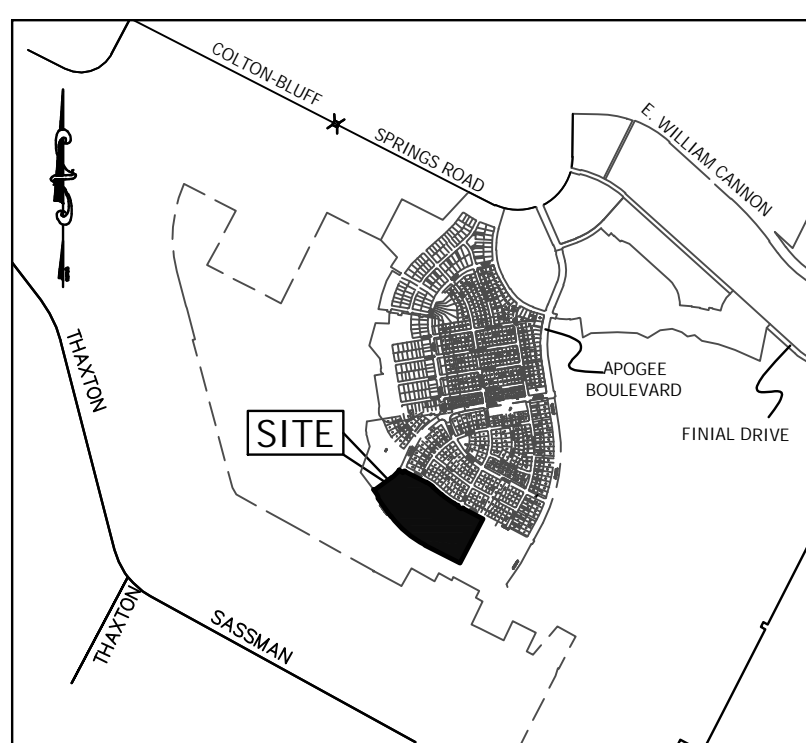 COLTON-BLUFF
SPRINGS ROAD
E. WILLIAM CANNON
THAXTON
APOGEE
BOULEVARD
SITE
FINIAL DRIVE
THAXTON
SASSMAN